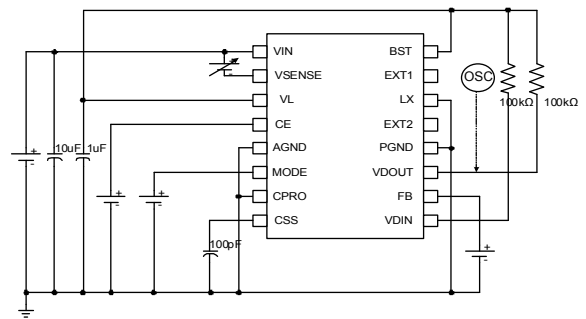 VIN
BST
VSENSE
EXT1
OSC
VL
LX
100kΩ
100kΩ
CE
EXT2
10uF
1uF
AGND
PGND
MODE
VDOUT
CPRO
FB
CSS
VDIN
100pF